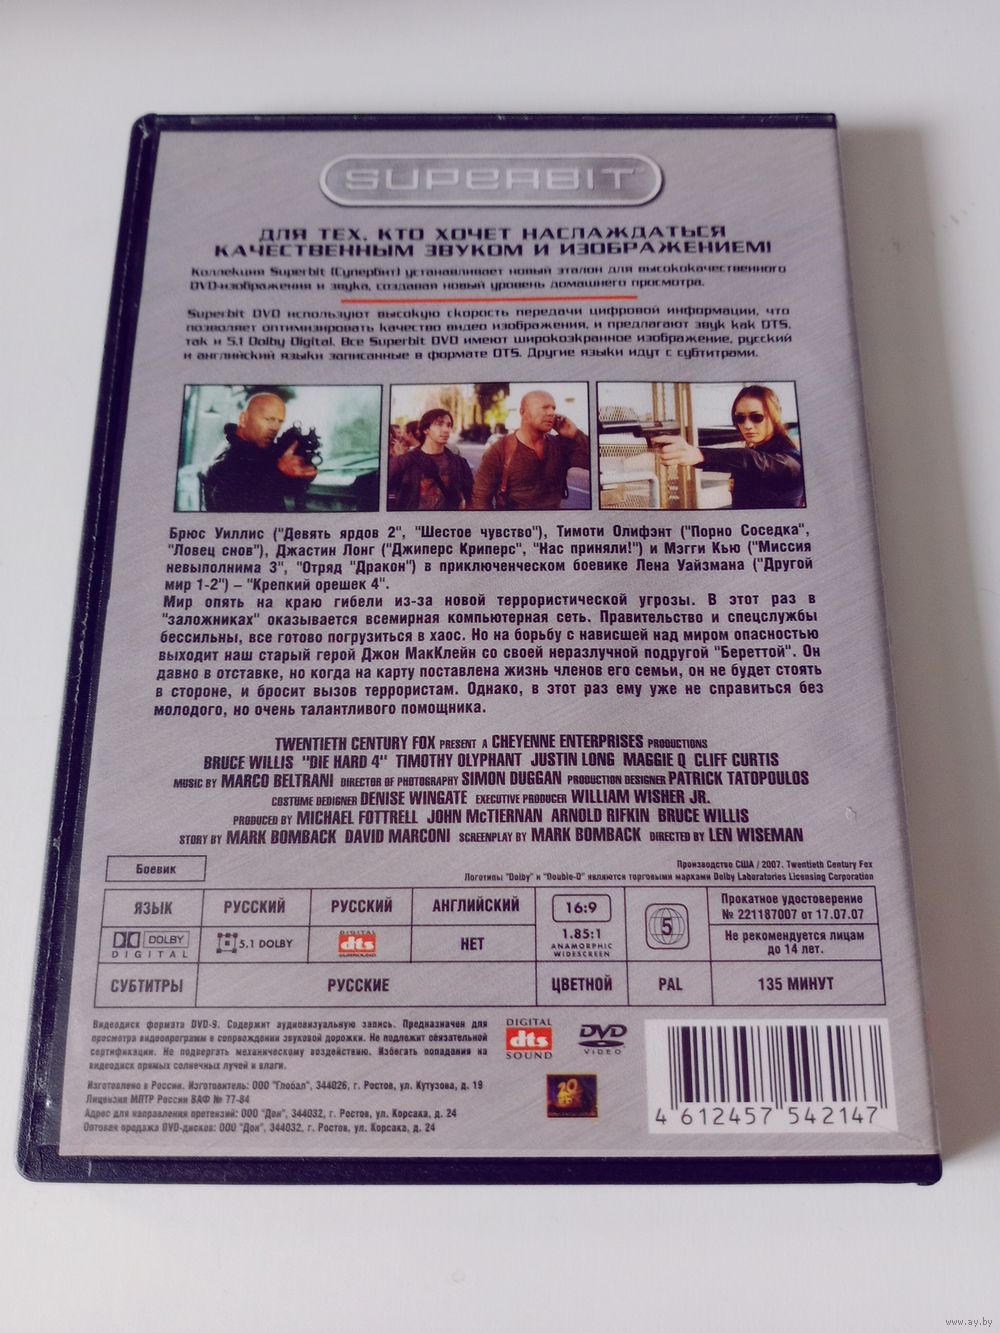 SUPERBIT
ДЛЯ ТЕХ, КТО ХОЧЕТ НАСЛАЖДАТЬСЯ
КАЧЕСТВЕННЫМ ЗВУКОМ И ИЗОБРАЖЕНИЕМ!
Коллекция Superbit (Супербит) устанавливает новый эталон для высококачественного
DVD-изображения и звука, создавая новый уровень домашнего просмотра.
Superbit DVD используют высокую скорость передачи цифровой информации, что
позволяет оптимизировать качество видео изображения, и предлагают звук как DTS,
так и 5.1 Dolby Digital. Все Superbit DVD имеют широкоэкранное изображение, русский
и английский языки записанные в формате DTS. Другие языки идут с субтитрами.
Брюс Уиллис ("Девять ярдов 2", "Шестое чувство"), Тимоти Олифэнт ("Порно Соседка",
"Ловец снов"), Джастин Лонг ("Джиперс Криперс", "Нас приняли!") и Мэгги Кью ("Миссия
невыполнима 3", "Отряд "Дракон") в приключенческом боевике Лена Уайзмана ("Другой
мир 1-2") – "Крепкий орешек 4".
Мир опять на краю гибели из-за новой террористической угрозы. В этот раз в
"заложниках" оказывается всемирная компьютерная сеть. Правительство и спецслужбы
бессильны, все готово погрузиться в хаос. Но на борьбу с нависшей над миром опасностью
выходит наш старый герой Джон МакКлейн со своей неразлучной подругой "Береттой". Он
давно в отставке, но когда на карту поставлена жизнь членов его семьи, он не будет стоять
в стороне, и бросит вызов террористам. Однако, в этот раз ему уже не справиться без
молодого, но очень талантливого помощника.
TWENTIETH CENTURY FOX PRESENT A CHEYENNE ENTERPRISES PRODUCTIONS
BRUCE WILLIS "DIE HARD 4" TIMOTHY OLYPHANT JUSTIN LONG MAGGIE Q CLIFF CURTIS
MUSIC BY MARCO BELTRANI DIRECTOR OF PHOTOGRAPHY SIMON DUGGAN PRODUCTION DESIGNER PATRICK TATOPOULOS
COSTUME DEDIGNER DENISE WINGATE EXECUTIVE PRODUCER WILLIAM WISHER JR.
PRODUCED BY MICHAEL FOTTRELL JOHN McTIERNAN ARNOLD RIFKIN BRUCE WILLIS
STORY BY MARK BOMBACK DAVID MARCONI SCREENPLAY BY MARK BOMBACK DIRECTED BY LEN WISEMAN
Боевик
Производство США / 2007. Twentieth Century Fox
Логотипы "Dolby" и "Double-D" являются торговыми марками Dolby Laboratories Licensing Corporation
ЯЗЫК РУССКИЙ РУССКИЙ АНГЛИЙСКИЙ 16:9 5 Прокатное удостоверение
№ 221187007 от 17.07.07
DOLBY DIGITAL 5.1 DOLBY DIGITAL dts SURROUND НЕТ 1.85:1 ANAMORPHIC WIDESCREEN Не рекомендуется лицам
до 14 лет.
СУБТИТРЫ РУССКИЕ ЦВЕТНОЙ PAL 135 МИНУТ
Видеодиск формата DVD-9. Содержит аудиовизуальную запись. Предназначен для
просмотра видеопрограмм в сопровождении звуковой дорожки. Не подлежит обязательной
сертификации. Не подвергать механическому воздействию. Избегать попадания на
видеодиск прямых солнечных лучей и влаги.
Изготовлено в России. Изготовитель: ООО "Глобал", 344026, г. Ростов, ул. Кутузова, д. 19
Лицензия МПТР России ВАФ № 77-84
Адрес для направления претензий: ООО "Дон", 344032, г. Ростов, ул. Корсака, д. 24
Оптовая продажа DVD-дисков: ООО "Дон", 344032, г. Ростов, ул. Корсака, д. 24
DIGITAL dts SOUND
DVD VIDEO
20
4 612457 542147
www.ay.by